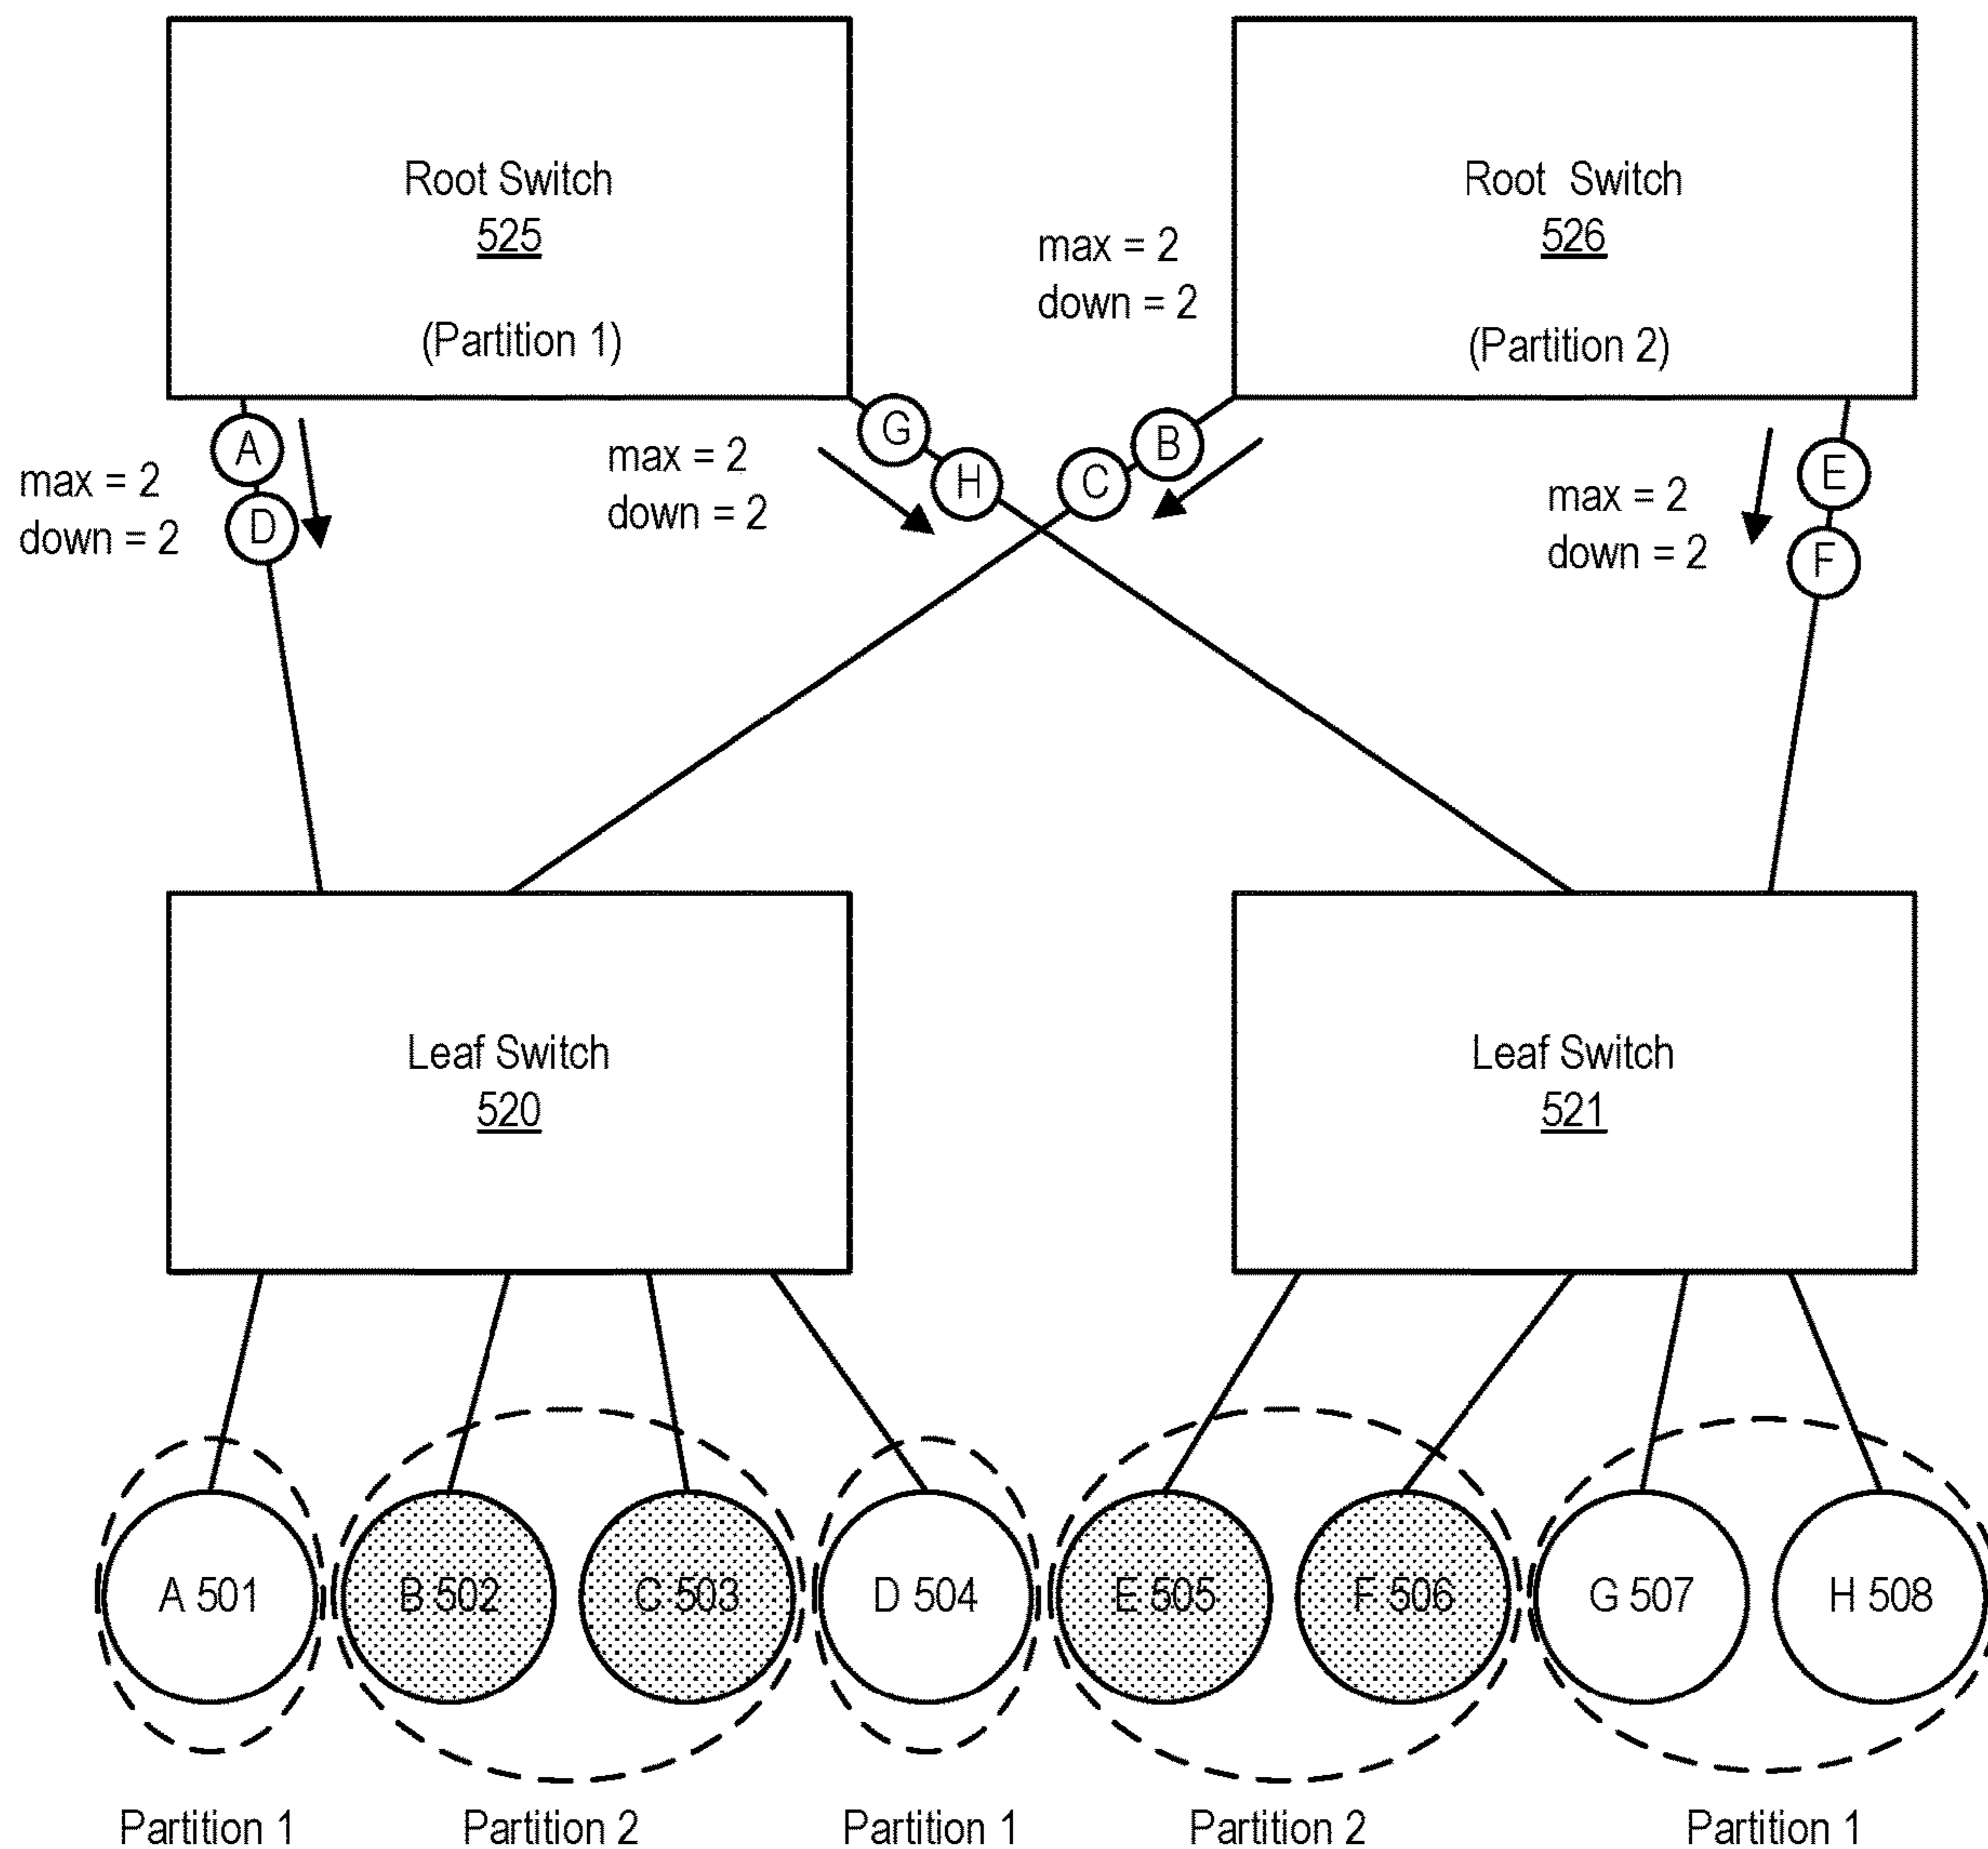 Root Switch
525
(Partition 1)
Root Switch
526
(Partition 2)
max = 2
down = 2
A
D
max = 2
down = 2
G
H
max = 2
down = 2
B
C
max = 2
down = 2
E
F
Leaf Switch
520
Leaf Switch
521
A 501
B 502
C 503
D 504
E 505
F 506
G 507
H 508
Partition 1
Partition 2
Partition 1
Partition 2
Partition 1